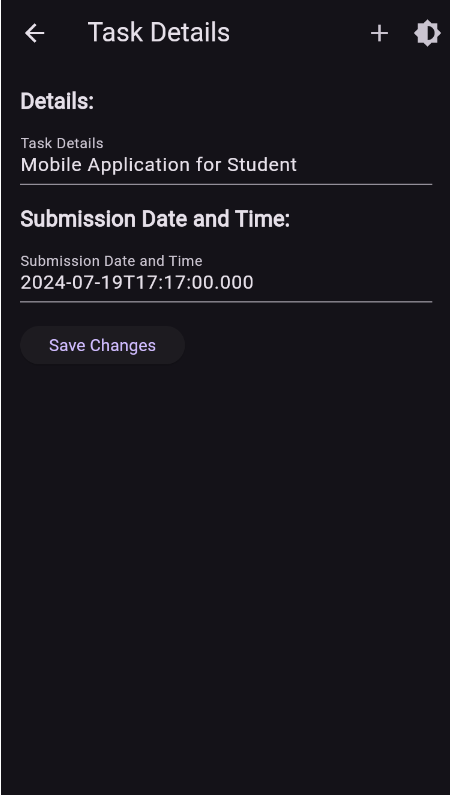 Task Details
Details:
Task Details
Mobile Application for Student
Submission Date and Time:
Submission Date and Time
2024-07-19T17:17:00.000
Save Changes